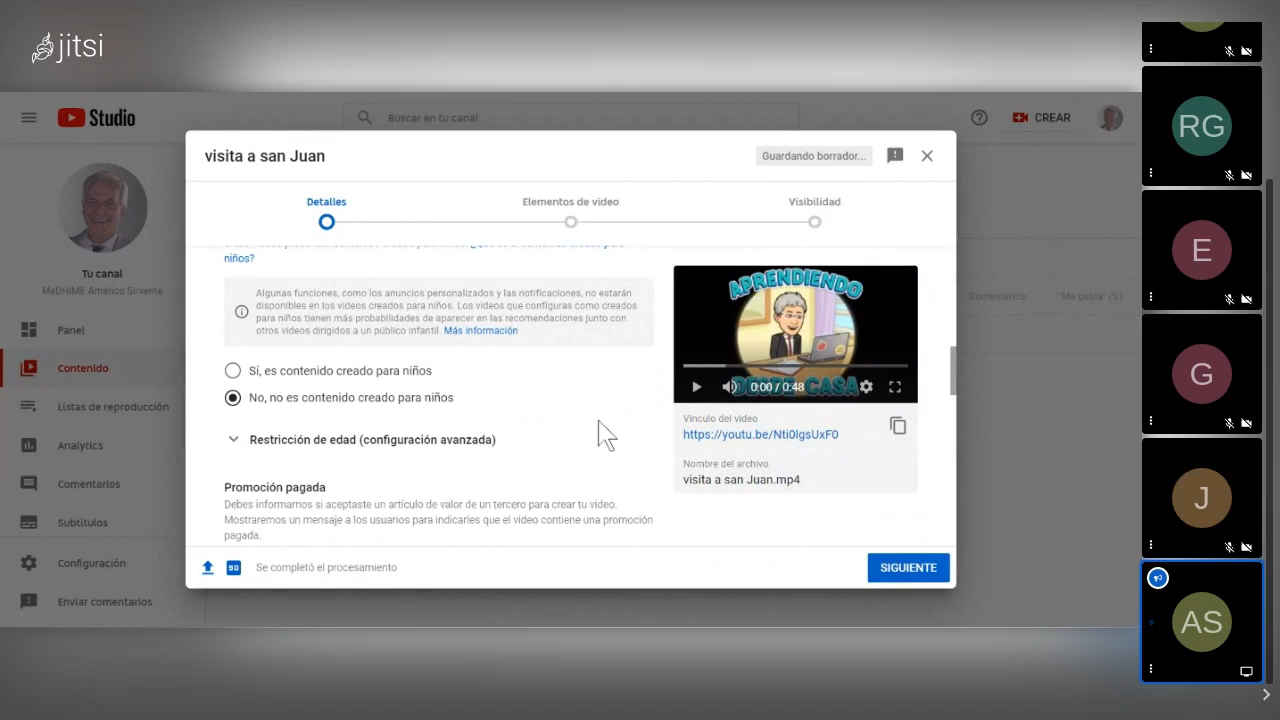 jitsi
Studio
Buscar en tu canal
CREAR
Tu canal
MeDHiME Américo Sirvente
Panel
Contenido
Listas de reproducción
Analytics
Comentarios
Subtítulos
Configuración
Enviar comentarios
visita a san Juan
Guardando borrador...
Detalles
Elementos de video
Visibilidad
niños?
Algunas funciones, como los anuncios personalizados y las notificaciones, no estarán
disponibles en los videos creados para niños. Los videos que configuras como creados
para niños tienen más probabilidades de aparecer en las recomendaciones junto con
otros videos dirigidos a un público infantil. Más información
Sí, es contenido creado para niños
No, no es contenido creado para niños
Restricción de edad (configuración avanzada)
Promoción pagada
Debes informarnos si aceptaste un artículo de valor de un tercero para crear tu video.
Mostraremos un mensaje a los usuarios para indicarles que el video contiene una promoción
pagada.
APRENDIENDO
DESDE CASA
0:00 / 0:48
Vínculo del video
https://youtu.be/Nti0IgsUxF0
Nombre del archivo
visita a san Juan.mp4
SD
Se completó el procesamiento
SIGUIENTE
Comentarios
"Me gusta" (%)
RG
E
G
J
AS